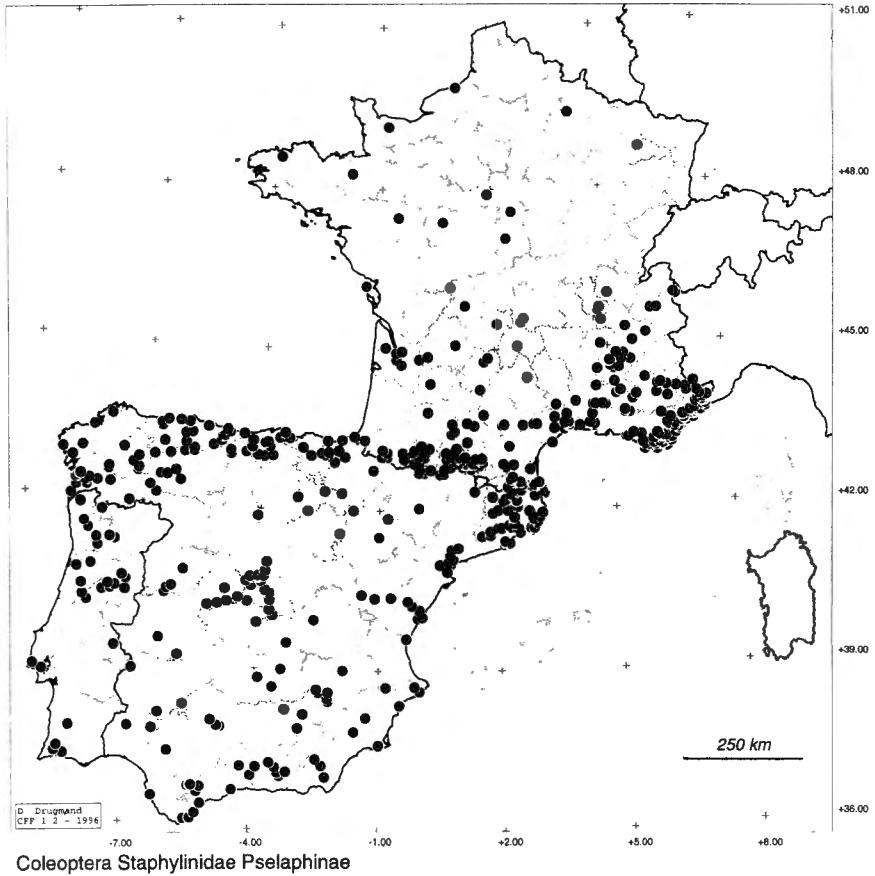 +51.00
+48.00
+45.00
+42.00
+39.00
250 km
+36.00
D Drugmand
CFF 1 2 - 1996
-7.00 -4.00 -1.00 +2.00 +5.00 +8.00
Coleoptera Staphylinidae Pselaphinae